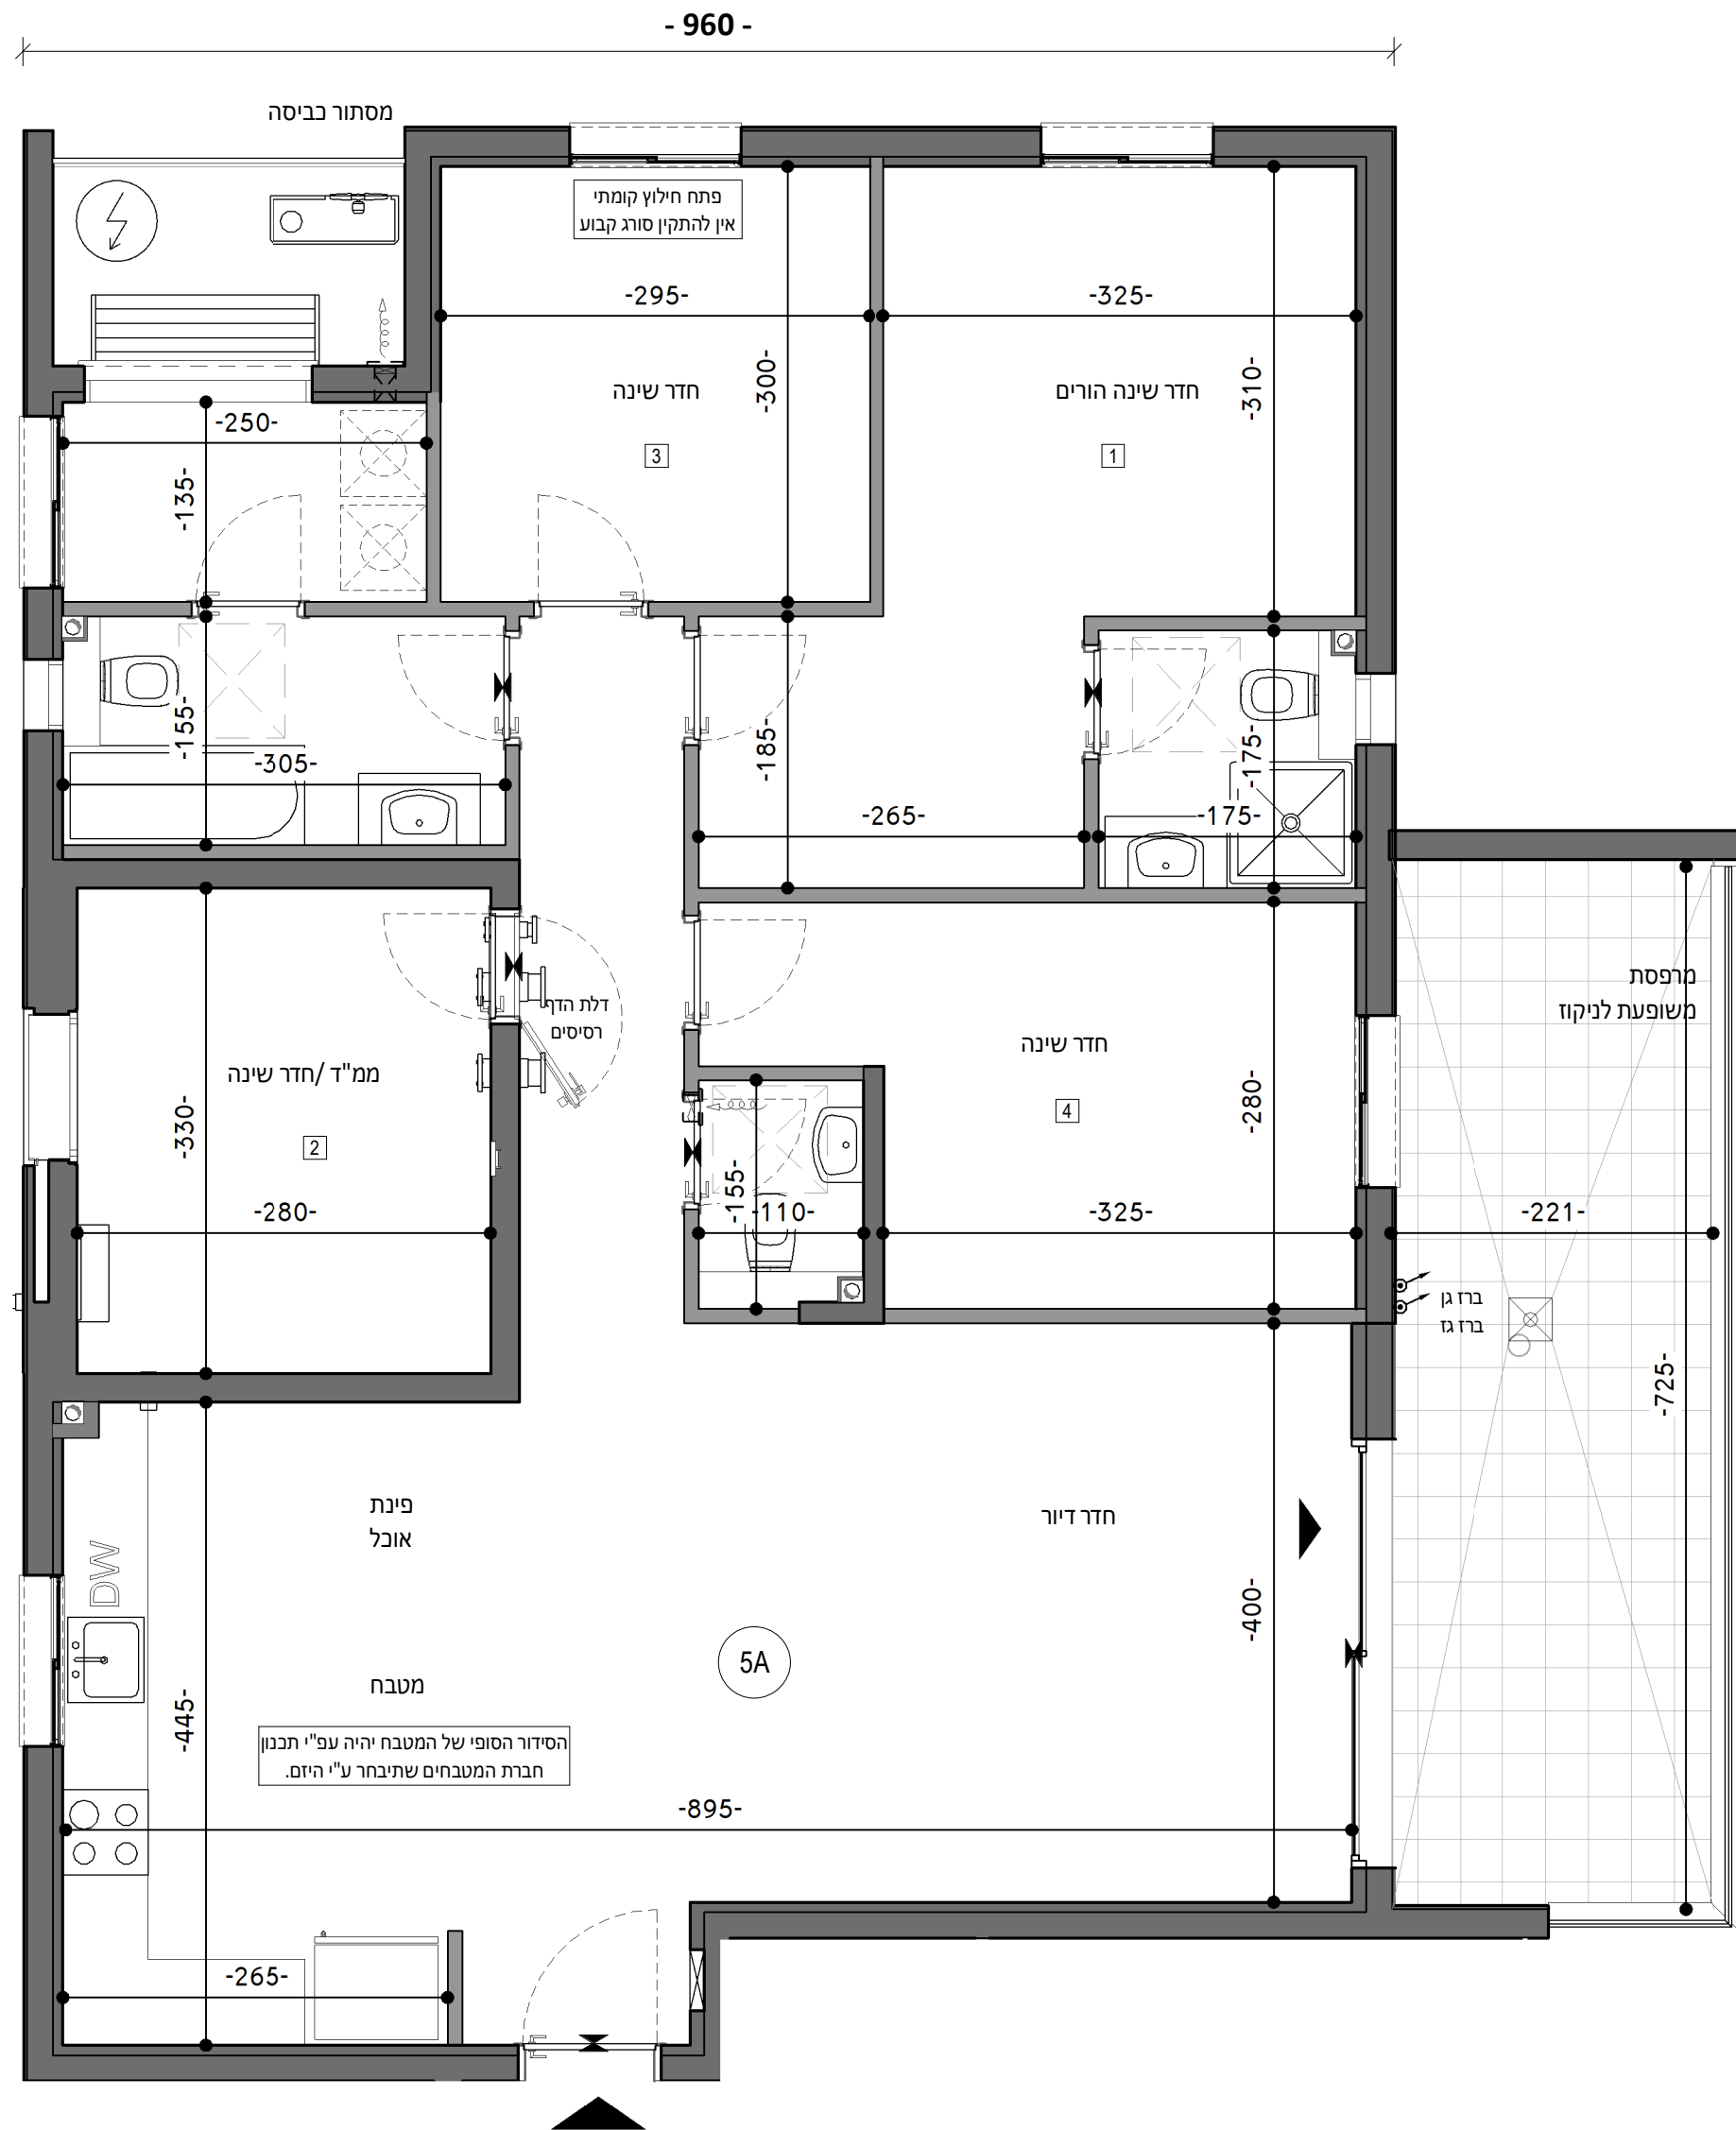 - 960 -
מסתור כביסה
פתח חילוץ קומתי
אין להתקין סורג קבוע
-295-
-325-
-300-
-310-
חדר שינה
3
חדר שינה הורים
1
-250-
-135-
-155-
-305-
-185-
-175-
-265-
-175-
דלת הדף
רסיסים
ממ"ד /חדר שינה
2
-330-
-280-
חדר שינה
4
-280-
-155-
-110-
-325-
מרפסת
משופעת לניקוז
-221-
ברז גן
ברז גז
-725-
פינת
אוכל
חדר דיור
DW
-400-
5A
מטבח
-445-
הסידור הסופי של המטבח יהיה עפ"י תכנון
חברת המטבחים שתיבחר ע"י היזם.
-895-
-265-